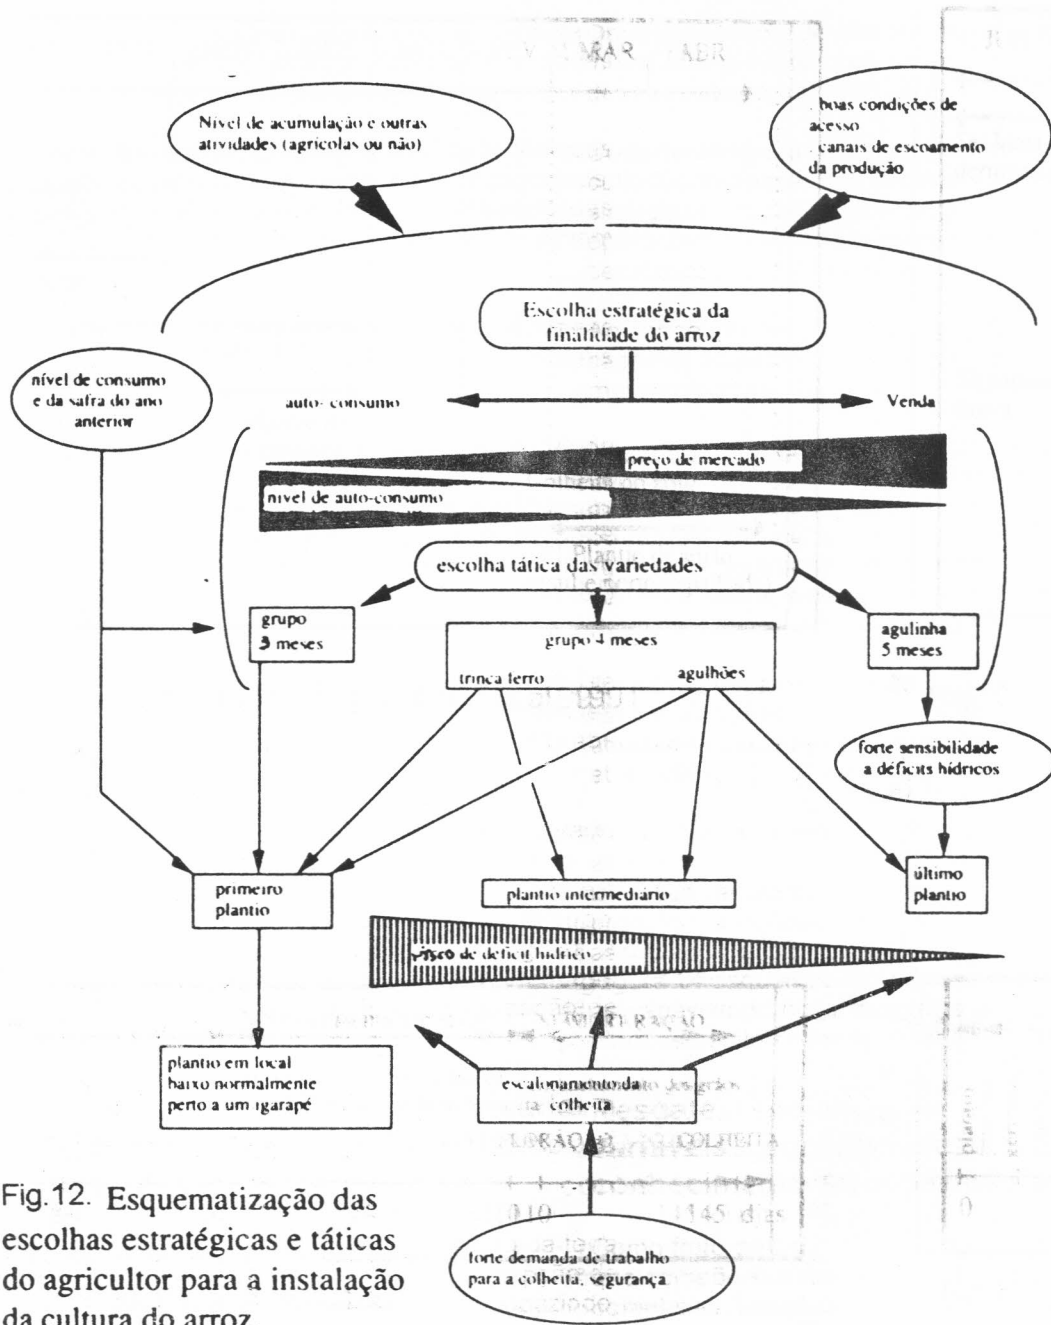 MAR ABR
Nível de acumulação e outras
atividades (agrícolas ou não)
. boas condições de
acesso
. canais de escoamento
da produção
Escolha estratégica da
finalidade do arroz
nível de consumo
e da safra do ano
anterior
auto- consumo
Venda
preço de mercado
nível de auto-consumo
escolha tática das variedades
grupo
3 meses
grupo 4 meses
trinca ferro
agulhões
agulinha
5 meses
forte sensibilidade
a déficits hídricos
primeiro
plantio
plantio intermediário
último
plantio
risco de deficit hídrico
plantio em local
baixo normalmente
perto a um igarapé
escalonamento da
colheita
COLHEITA
forte demanda de trabalho
para a colheita, segurança
Fig.12. Esquematização das
escolhas estratégicas e táticas
do agricultor para a instalação
da cultura do arroz